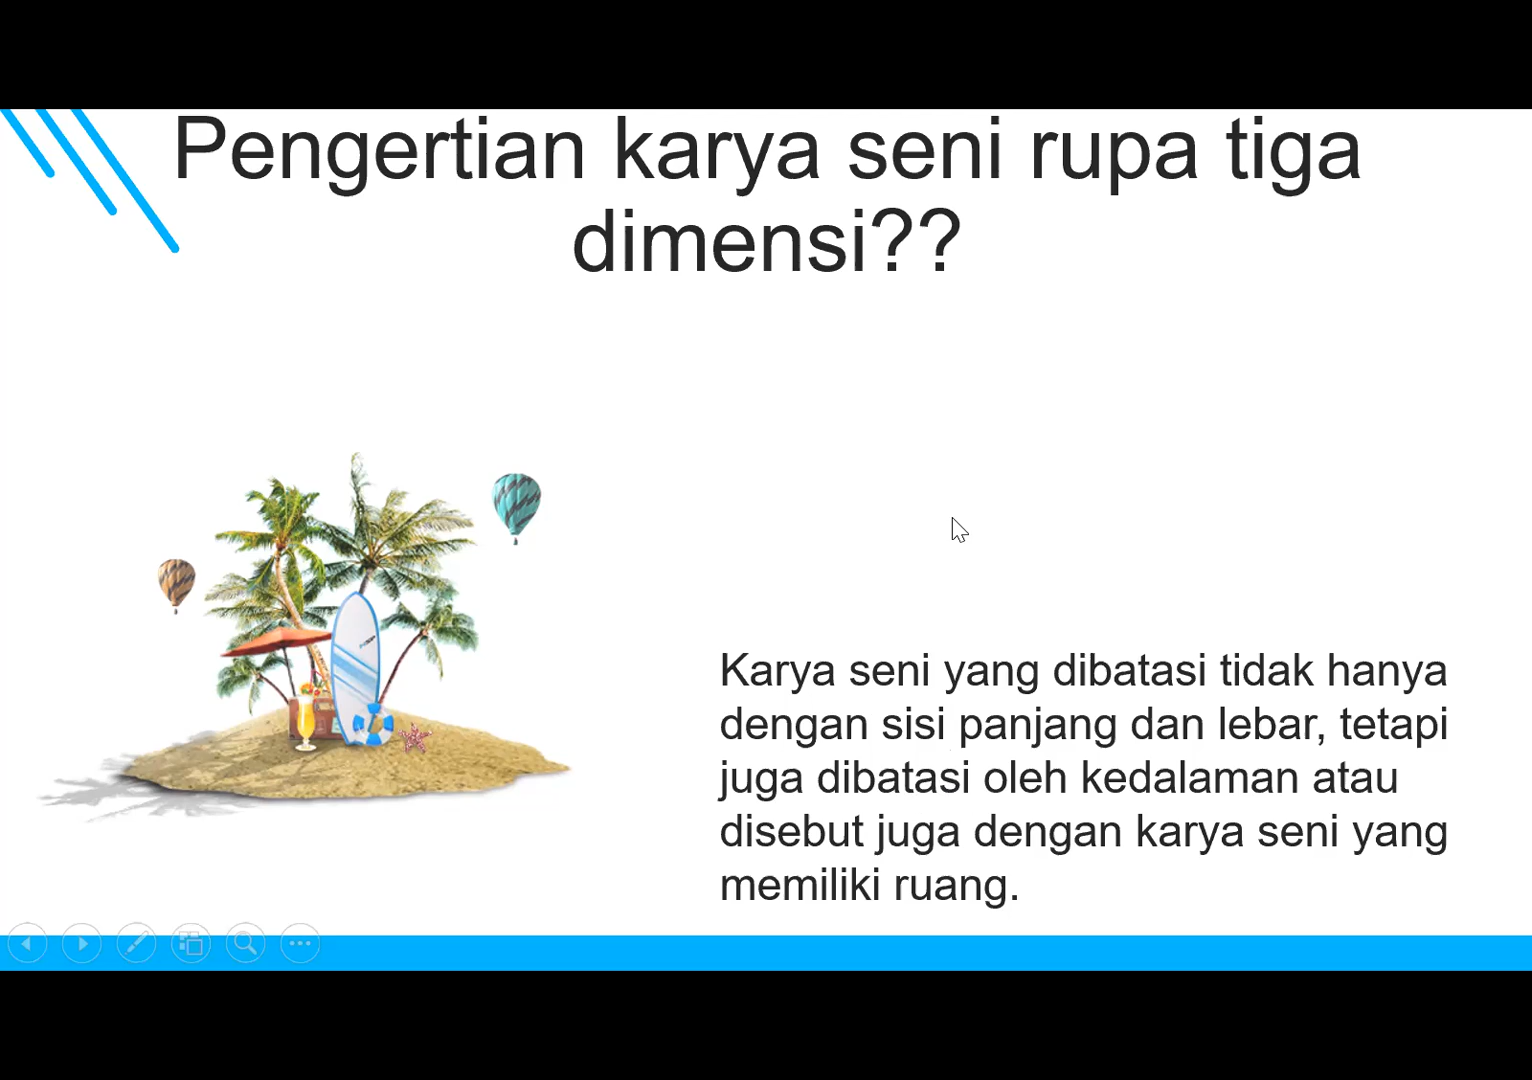 Pengertian karya seni rupa tiga
dimensi??
Karya seni yang dibatasi tidak hanya
dengan sisi panjang dan lebar, tetapi
juga dibatasi oleh kedalaman atau
disebut juga dengan karya seni yang
memiliki ruang.